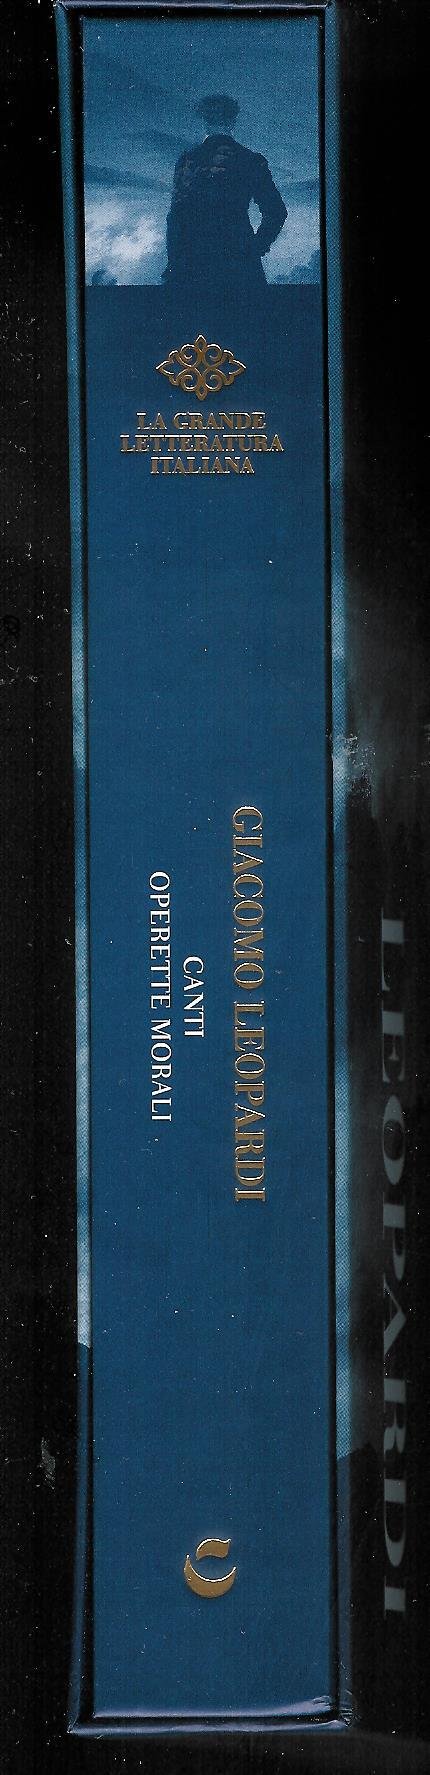 LA GRANDE
LETTERATURA
ITALIANA
GIACOMO LEOPARDI
CANTI
OPERETTE MORALI
LEOPARDI